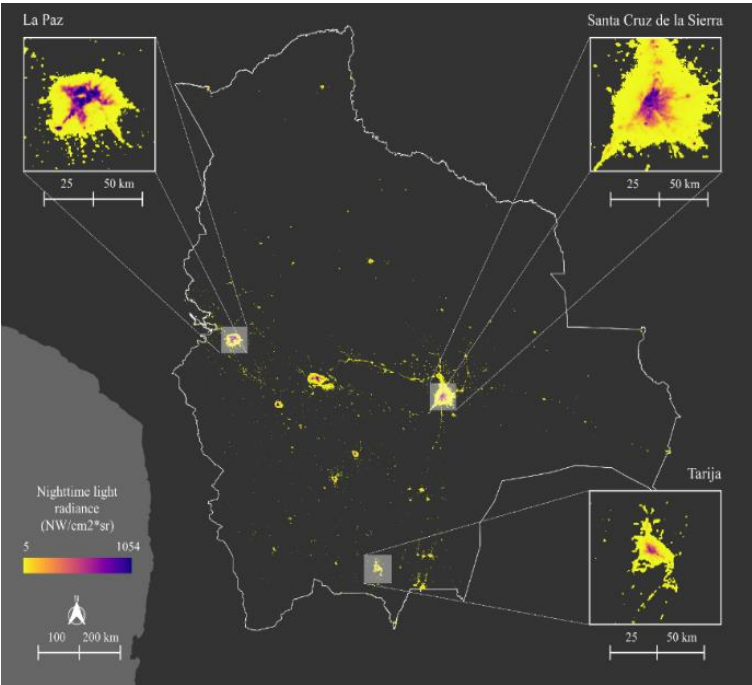 La Paz
Santa Cruz de la Sierra
25 50 km
25 50 km
Tarija
Nighttime light
radiance
(NW/cm2*sr)
5 1054
N
100 200 km
25 50 km